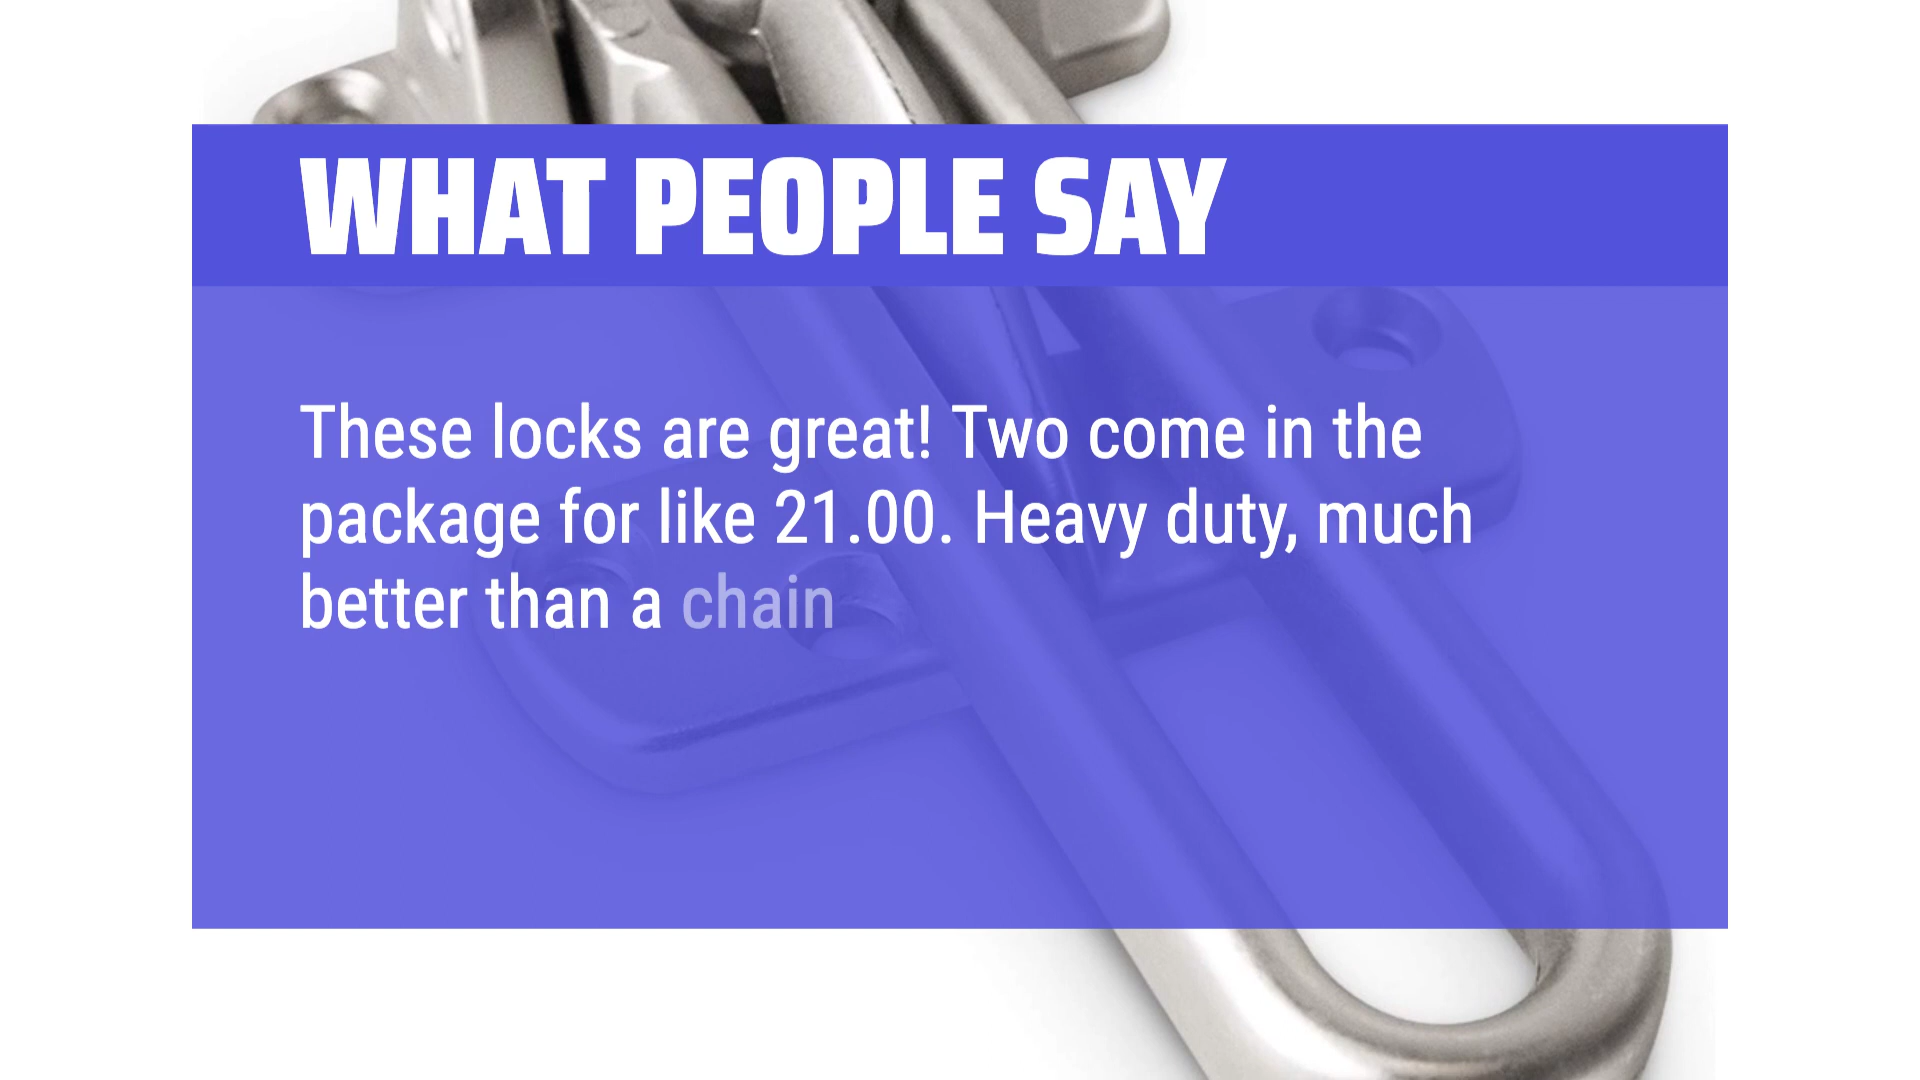 WHAT PEOPLE SAY
These locks are great! Two come in the
package for like 21.00. Heavy duty, much
better than a chain